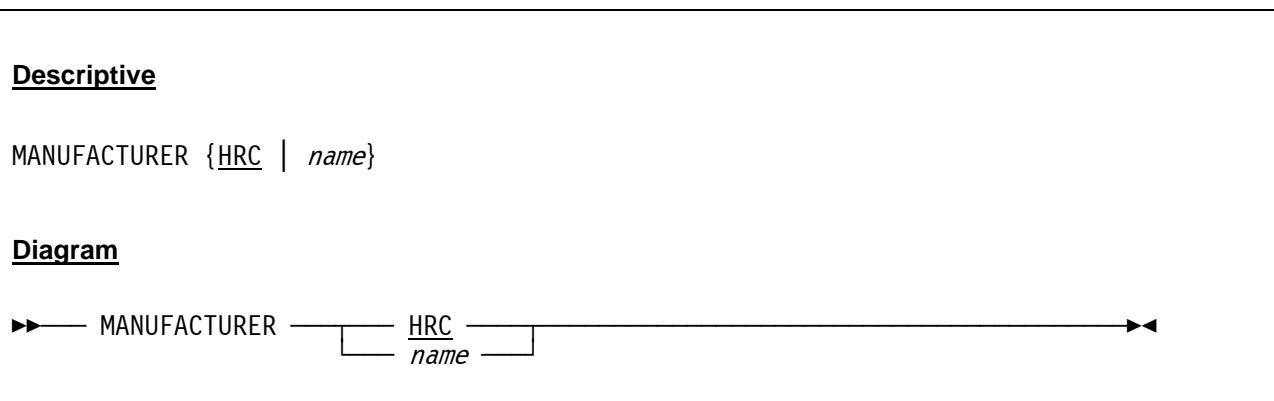 Descriptive
MANUFACTURER {HRC | name}
Diagram
►►─── MANUFACTURER ───┬─── HRC ───┬───►◄
└─── name ───┘